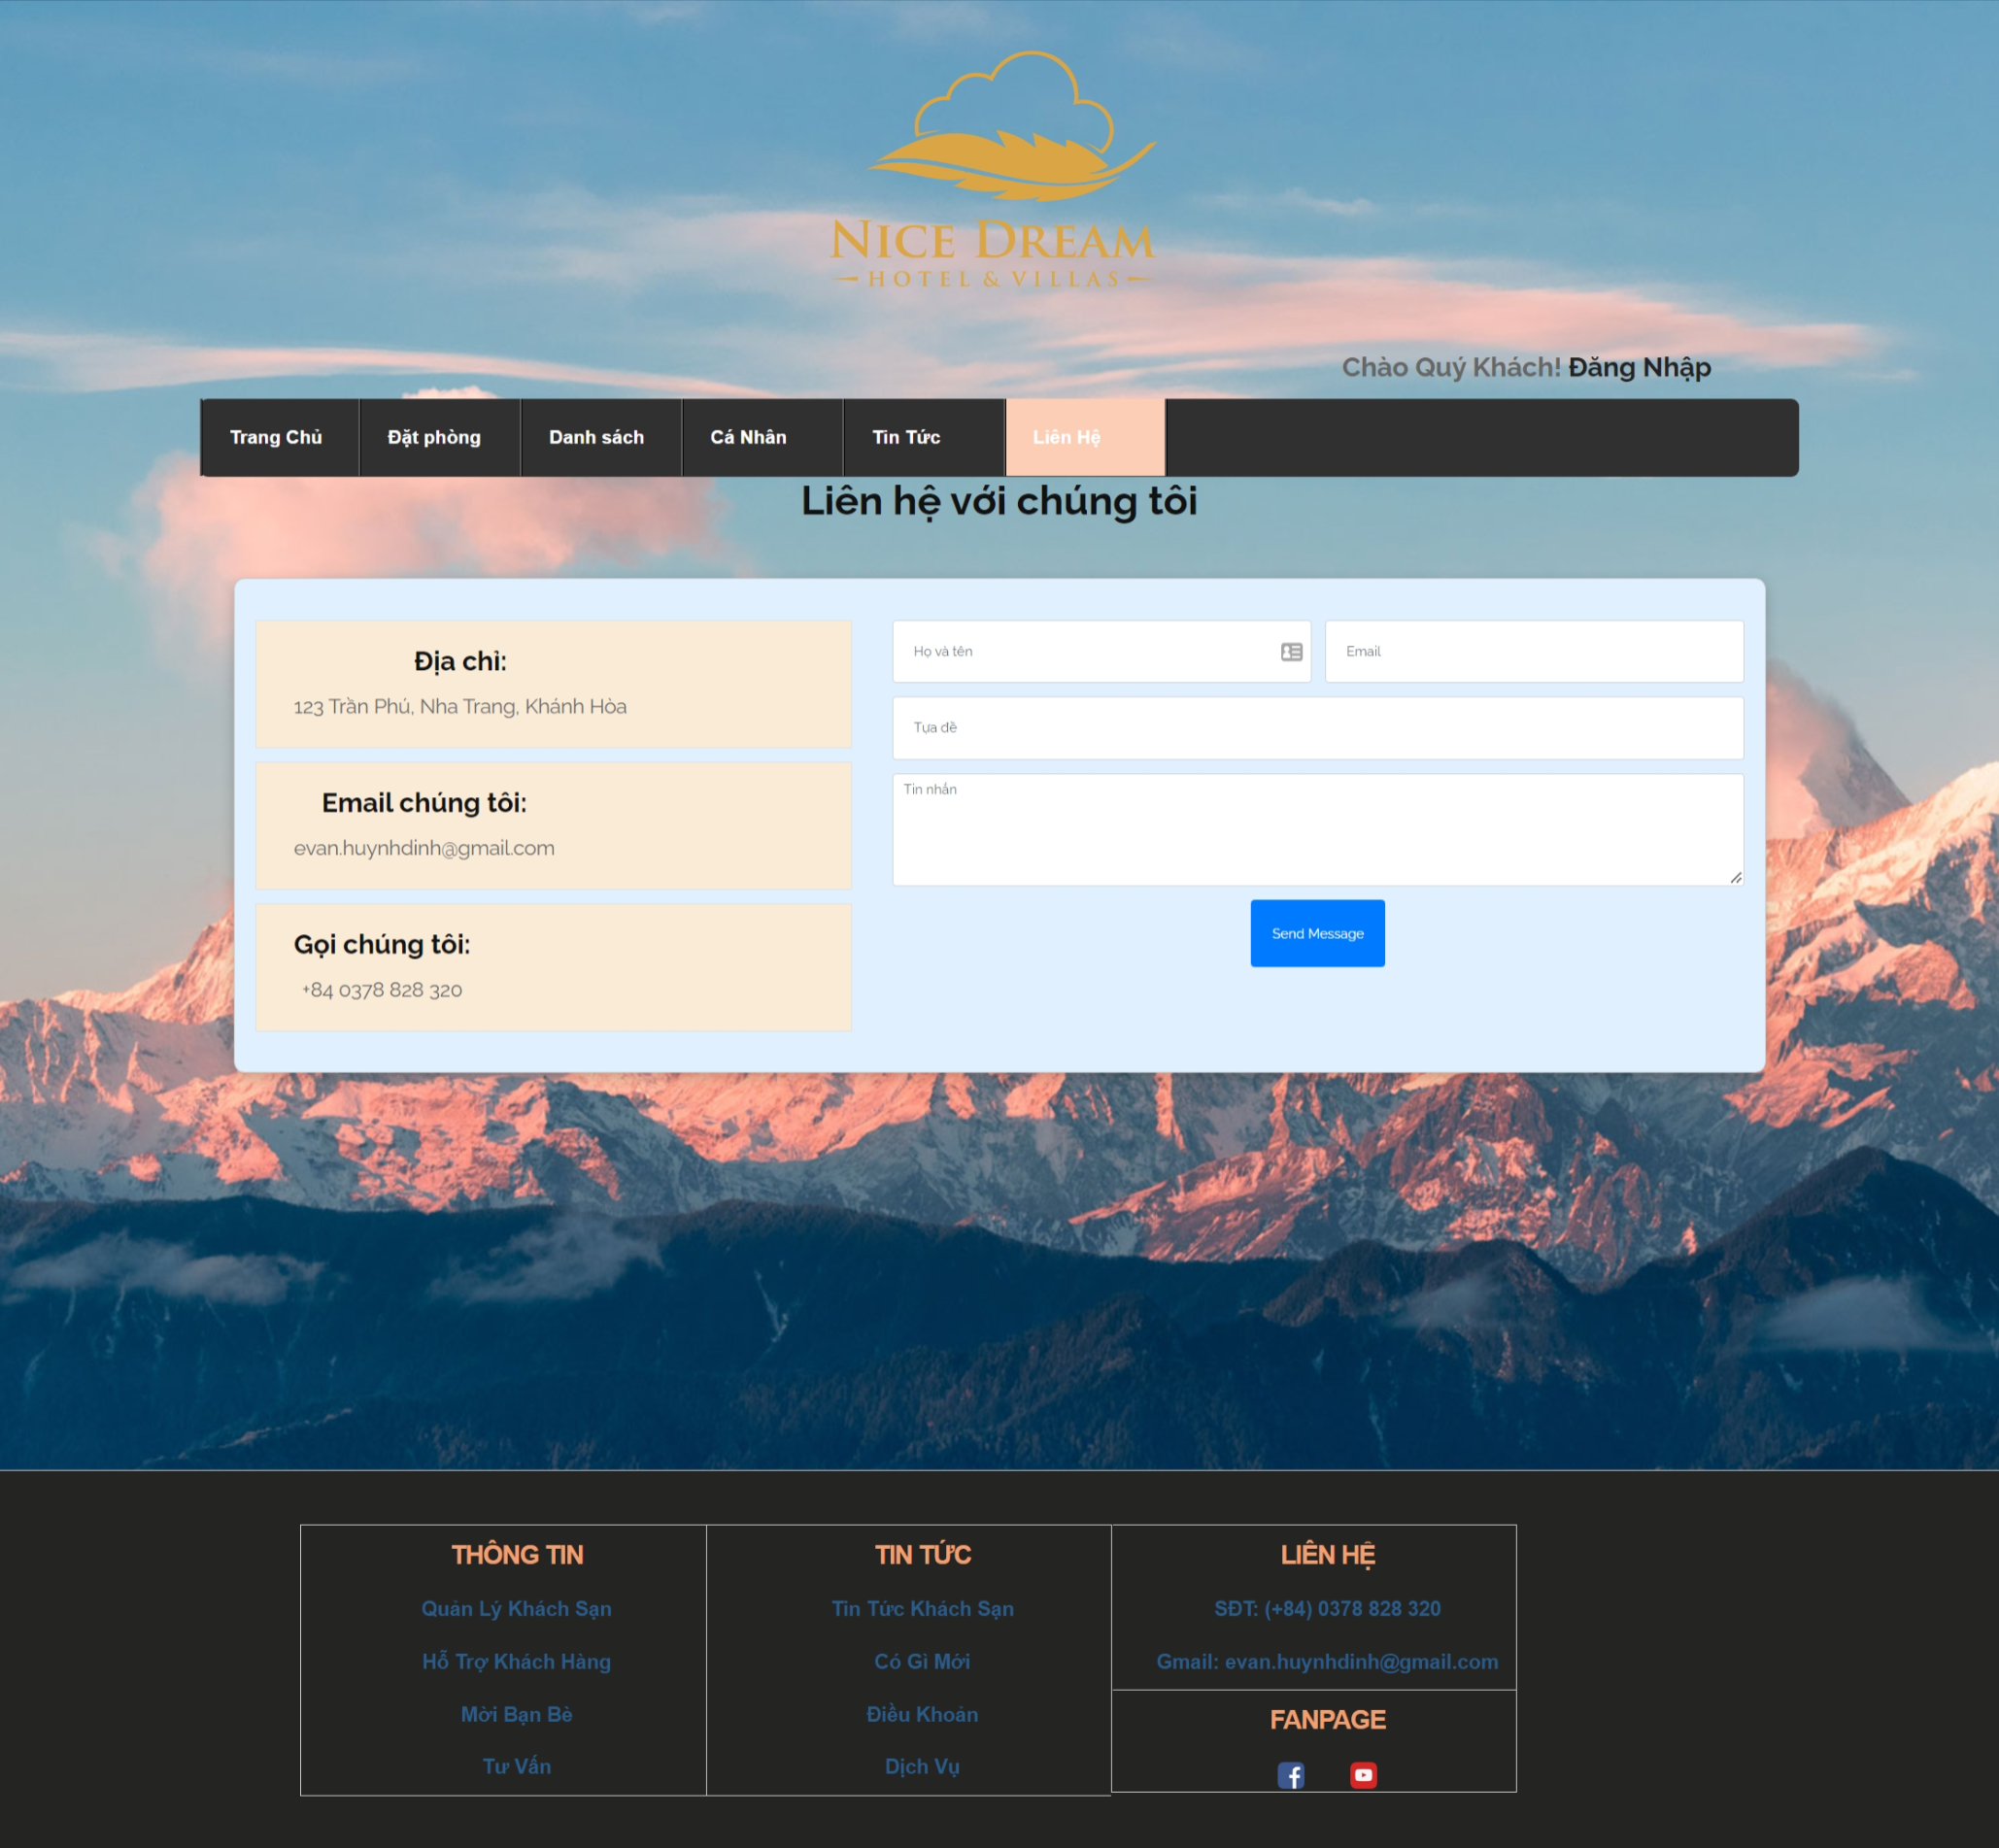 NICE DREAM
HOTEL & VILLAS
Chào Quý Khách! Đăng Nhập
Trang Chủ
Đặt phòng
Danh sách
Cá Nhân
Tin Tức
Liên Hệ
Liên hệ với chúng tôi
Địa chỉ:
123 Trần Phú, Nha Trang, Khánh Hòa
Email chúng tôi:
evan.huynhdinh@gmail.com
Gọi chúng tôi:
+84 0378 828 320
Họ và tên
Email
Tựa đề
Tin nhắn
Send Message
THÔNG TIN
Quản Lý Khách Sạn
Hỗ Trợ Khách Hàng
Mời Bạn Bè
Tư Vấn
TIN TỨC
Tin Tức Khách Sạn
Có Gì Mới
Điều Khoản
Dịch Vụ
LIÊN HỆ
SĐT: (+84) 0378 828 320
Gmail: evan.huynhdinh@gmail.com
FANPAGE